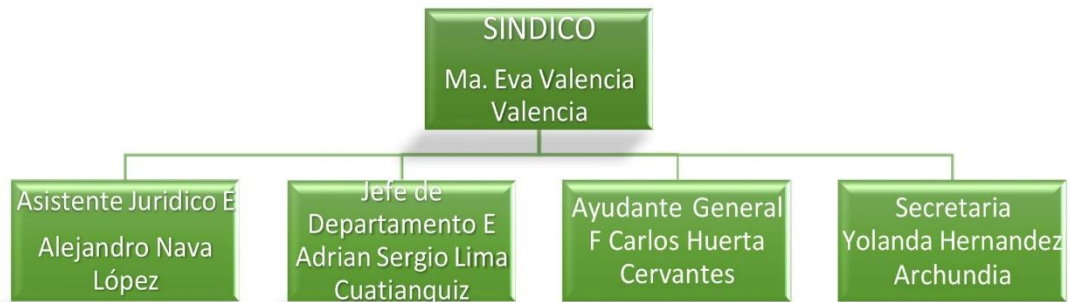 SINDICO
Ma. Eva Valencia
Valencia
Asistente Juridico E
Alejandro Nava
López
Jefe de
Departamento E
Adrian Sergio Lima
Cuatianquiz
Ayudante General
F Carlos Huerta
Cervantes
Secretaria
Yolanda Hernandez
Archundia